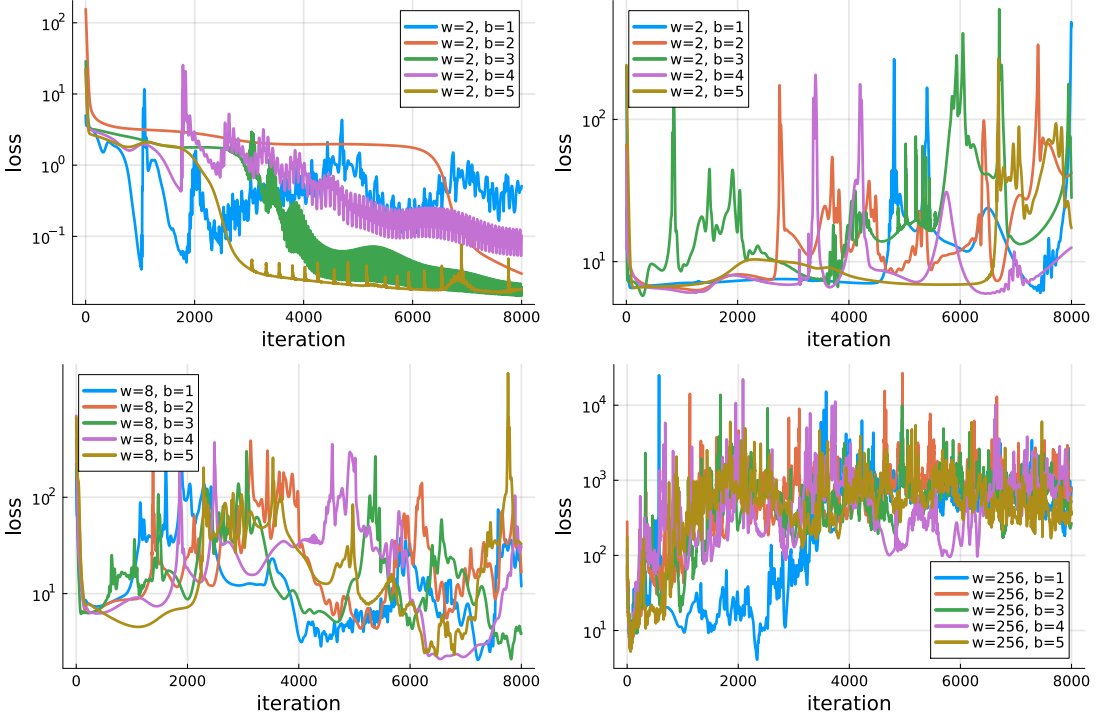 loss
10²
10¹
10⁰
10⁻¹
w=2, b=1
w=2, b=2
w=2, b=3
w=2, b=4
w=2, b=5
0 2000 4000 6000 8000
iteration
loss
10²
10¹
w=2, b=1
w=2, b=2
w=2, b=3
w=2, b=4
w=2, b=5
0 2000 4000 6000 8000
iteration
loss
10²
10¹
w=8, b=1
w=8, b=2
w=8, b=3
w=8, b=4
w=8, b=5
0 2000 4000 6000 8000
iteration
loss
10⁴
10³
10²
10¹
w=256, b=1
w=256, b=2
w=256, b=3
w=256, b=4
w=256, b=5
0 2000 4000 6000 8000
iteration